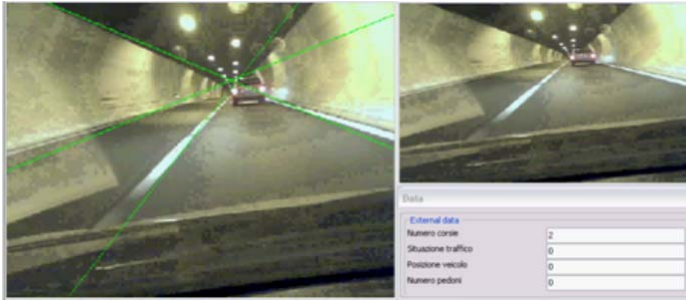 Data
External data
Numero corsie 2
Situazione traffico 0
Posizione veicolo 0
Numero pedoni 0